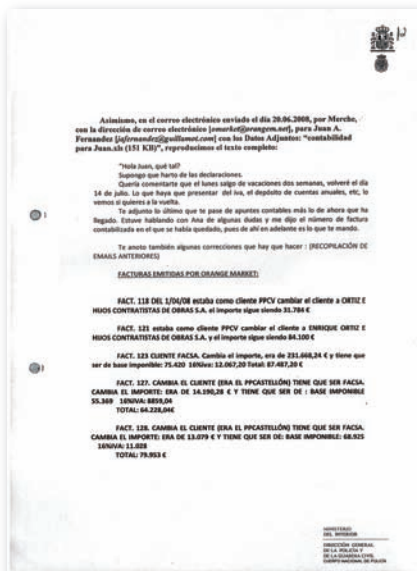 Asimismo, en el correo electrónico enviado el día 20.06.2008, por Merche,
con la dirección de correo electrónico [omarket@orangem.net], para Juan A.
Fernandez [jafernandez@guillamot.com] con los Datos Adjuntos: "contabilidad
para Juan.xls (151 KB)", reproducimos el texto completo:
"Hola Juan, qué tal?
Supongo que harto de las declaraciones.
Quería comentarte que el lunes salgo de vacaciones dos semanas, volveré el día
14 de julio. Lo que haya que presentar del iva, el depósito de cuentas anuales, etc, lo
vemos si quieres a la vuelta.
Te adjunto lo último que te pase de apuntes contables más lo de ahora que ha
llegado. Estuve hablando con Ana de algunas dudas y me dijo el número de factura
contabilizada en el que se había quedado, pues de ahí en adelante es lo que te mando.
Te anoto también algunas correcciones que hay que hacer : (RECOPILACIÓN DE
EMAILS ANTERIORES)
FACTURAS EMITIDAS POR ORANGE MARKET:
FACT. 118 DEL 1/04/08 estaba como cliente PPCV cambiar el cliente a ORTIZ E
HIJOS CONTRATISTAS DE OBRAS S.A. el importe sigue siendo 31.784 €
FACT. 121 estaba como cliente PPCV cambiar el cliente a ENRIQUE ORTIZ E
HIJOS CONTRATISTAS DE OBRAS S.A. y el importe sigue siendo 84.100 €
FACT. 123 CLIENTE FACSA. Cambia el importe, era de 231.668,24 € y tiene que
ser de base imponible: 75.420 16%iva: 12.067,20 Total: 87.487,20 €
FACT. 127. CAMBIA EL CLIENTE (ERA EL PPCASTELLÓN) TIENE QUE SER FACSA.
CAMBIA EL IMPORTE: ERA DE 14.190,28 € Y TIENE QUE SER DE : BASE IMPONIBLE
55.369 16%IVA: 8859,04
TOTAL: 64.228,04€
FACT. 128. CAMBIA EL CLIENTE (ERA EL PPCASTELLÓN) TIENE QUE SER FACSA.
CAMBIA EL IMPORTE: ERA DE 13.079 € Y TIENE QUE SER DE: BASE IMPONIBLE: 68.925
16%IVA: 11.028
TOTAL: 79.953 €
MINISTERIO
DEL INTERIOR
DIRECCIÓN GENERAL
DE LA POLICÍA Y
DE LA GUARDIA CIVIL
CUERPO NACIONAL DE POLICÍA